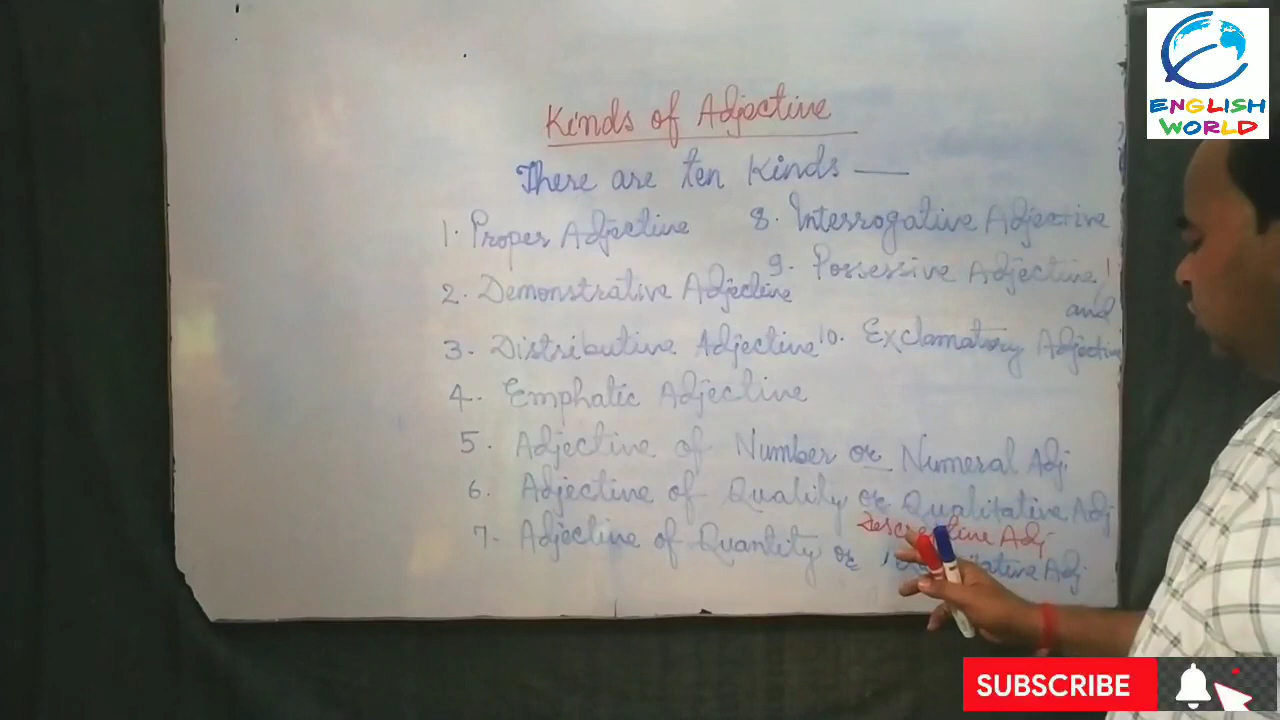 Kinds of Adjective
There are ten Kinds —
1. Proper Adjective
2. Demonstrative Adjective
3. Distributive Adjective
4. Emphatic Adjective
5. Adjective of Number or Numeral Adj
6. Adjective of Quality or Qualitative Adj
Descriptive Adj
7. Adjective of Quantity or Adj
8. Interrogative Adjective
9. Possessive Adjective
and
10. Exclamatory Adjective
ENGLISH
WORLD
SUBSCRIBE